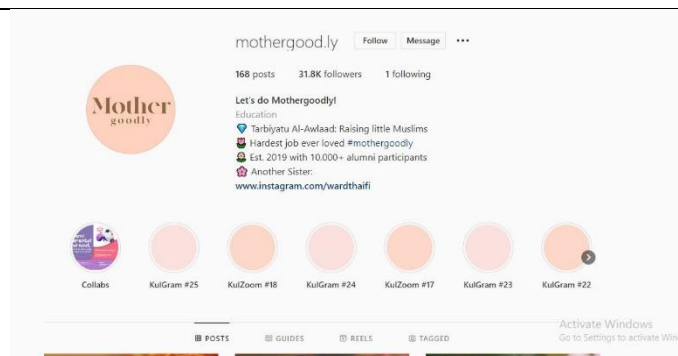 mothergood.ly Follow Message
168 posts 31.8K followers 1 following
Mother
goodly
Let's do Mothergoodly!
Education
Tarbiyatu Al-Awlaad: Raising little Muslims
Hardest job ever loved #mothergoodly
Est. 2019 with 10.000+ alumni participants
Another Sister:
www.instagram.com/wardthaifi
Collabs KulGram #25 KulZoom #18 KulGram #24 KulZoom #17 KulGram #23 KulGram #22
POSTS GUIDES REELS TAGGED
Activate Windows
Go to Settings to activate Win